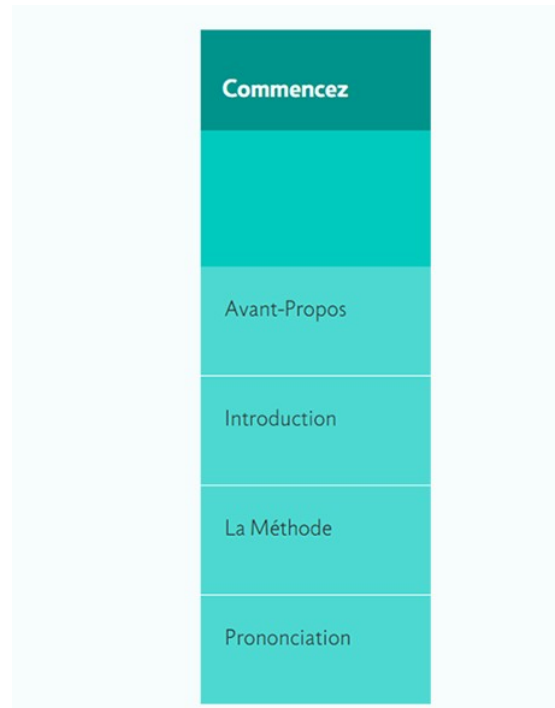 Commencez
Avant-Propos
Introduction
La Méthode
Prononciation